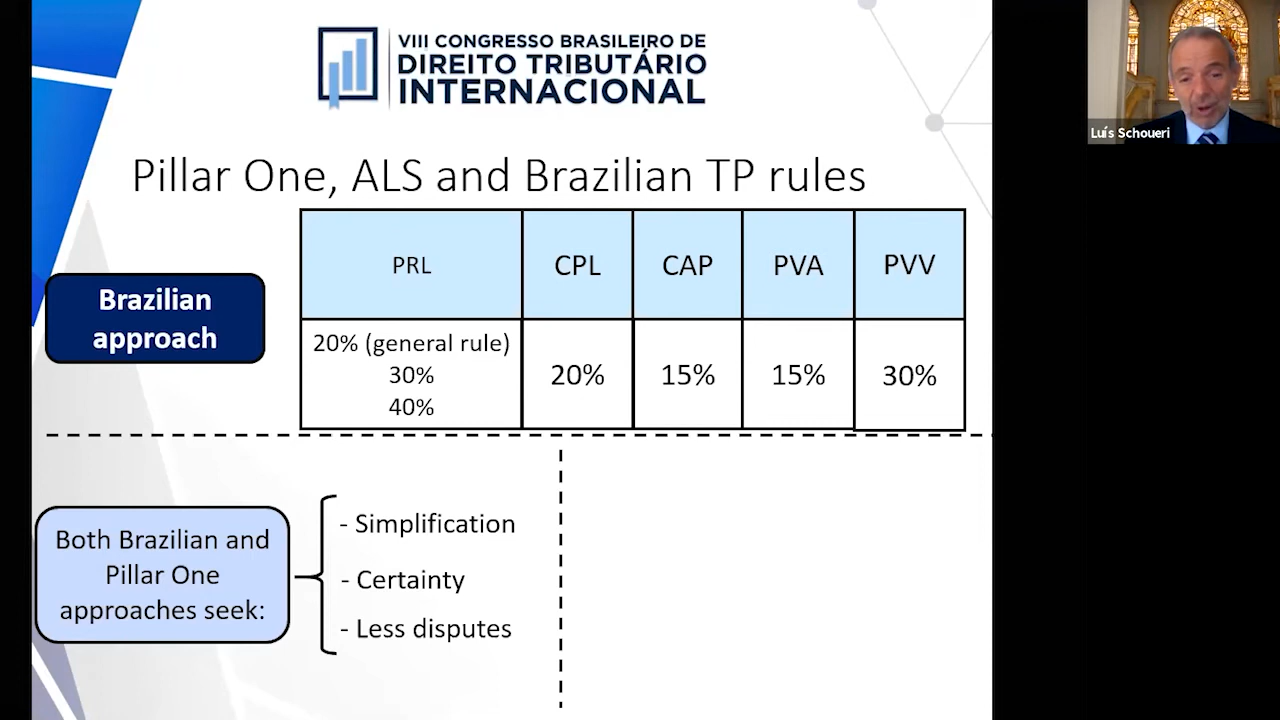 VIII CONGRESSO BRASILEIRO DE
DIREITO TRIBUTÁRIO
INTERNACIONAL
Luís Schoueri
Pillar One, ALS and Brazilian TP rules
Brazilian
approach
PRL
CPL
CAP
PVA
PVV
20% (general rule)
30%
40%
20%
15%
15%
30%
Both Brazilian and
Pillar One
approaches seek:
- Simplification
- Certainty
- Less disputes